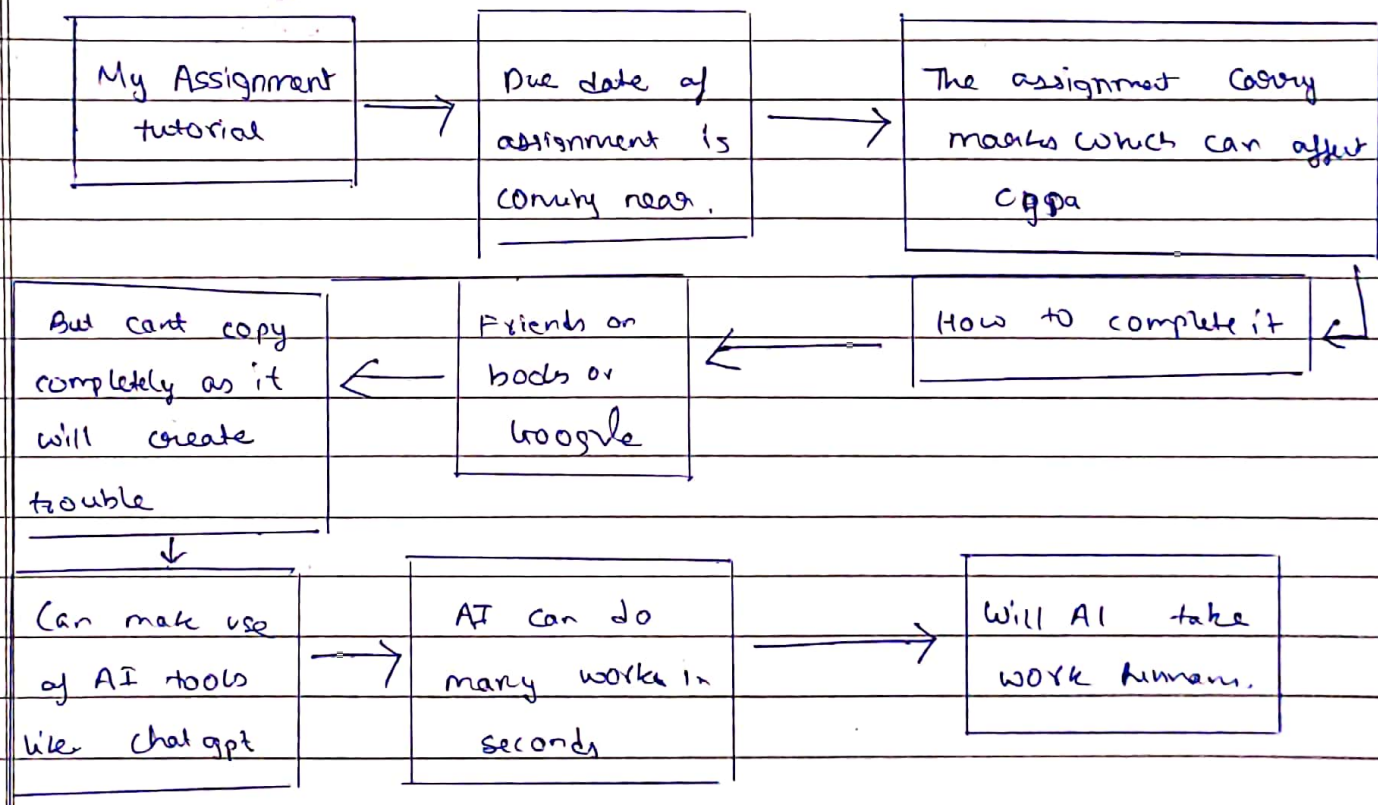 My Assignment
tutorial
Due date of
assignment is
coming near.
The assignmet carry
marks which can affect
cgpa
How to complete it
Friends or
books or
Google
But cant copy
completely as it
will create
trouble
Can make use
of AI tools
like Chat gpt
AI can do
many works in
seconds
Will AI take
work humans.